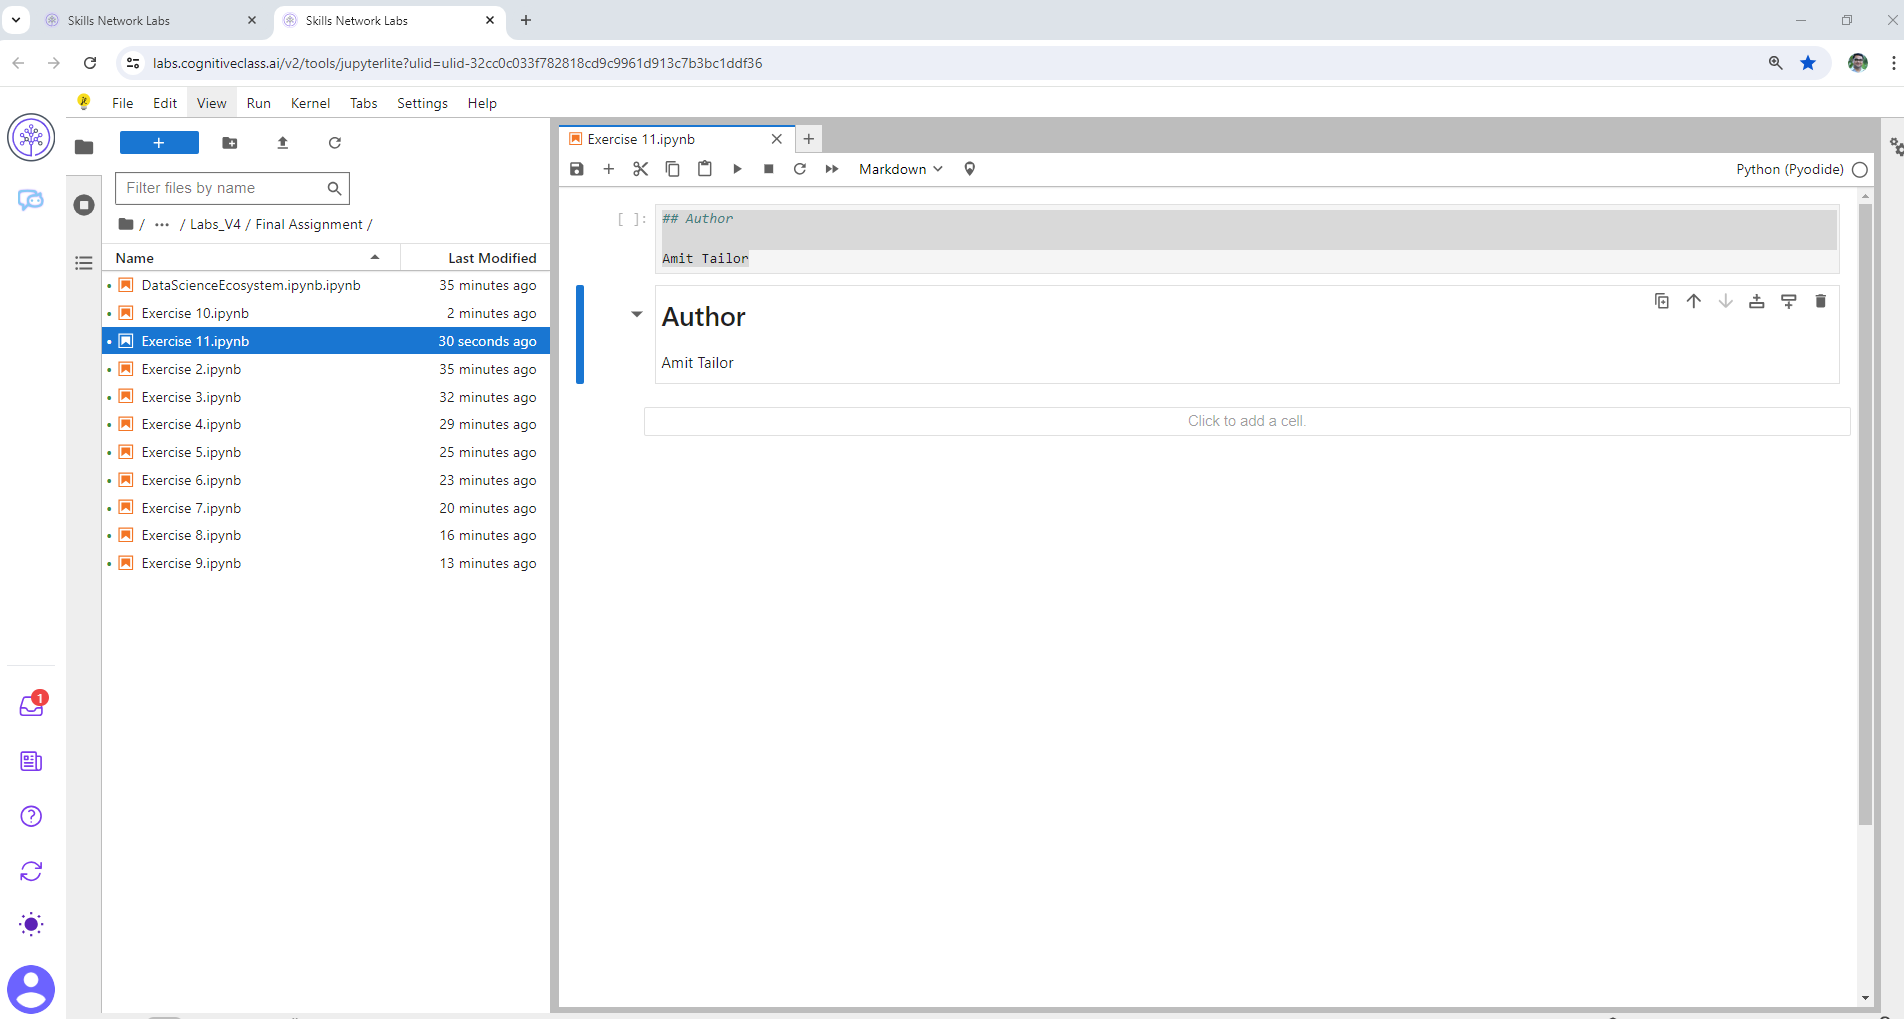 Skills Network Labs
Skills Network Labs
labs.cognitiveclass.ai/v2/tools/jupyterlite?ulid=ulid-32cc0c033f782818cd9c9961d913c7b3bc1ddf36
File Edit View Run Kernel Tabs Settings Help
Exercise 11.ipynb
Filter files by name
Markdown
Python (Pyodide)
/ ··· / Labs_V4 / Final Assignment /
Name Last Modified
DataScienceEcosystem.ipynb.ipynb 35 minutes ago
Exercise 10.ipynb 2 minutes ago
Exercise 11.ipynb 30 seconds ago
Exercise 2.ipynb 35 minutes ago
Exercise 3.ipynb 32 minutes ago
Exercise 4.ipynb 29 minutes ago
Exercise 5.ipynb 25 minutes ago
Exercise 6.ipynb 23 minutes ago
Exercise 7.ipynb 20 minutes ago
Exercise 8.ipynb 16 minutes ago
Exercise 9.ipynb 13 minutes ago
[ ]: ## Author
Amit Tailor
Author
Amit Tailor
Click to add a cell.
1